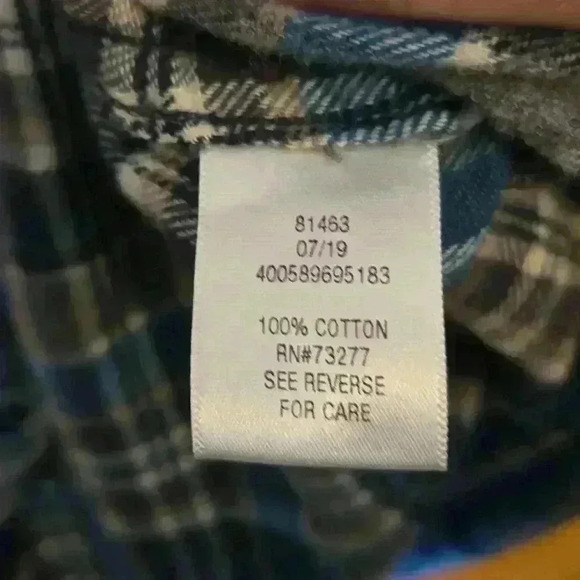 81463
07/19
400589695183
100% COTTON
RN#73277
SEE REVERSE
FOR CARE